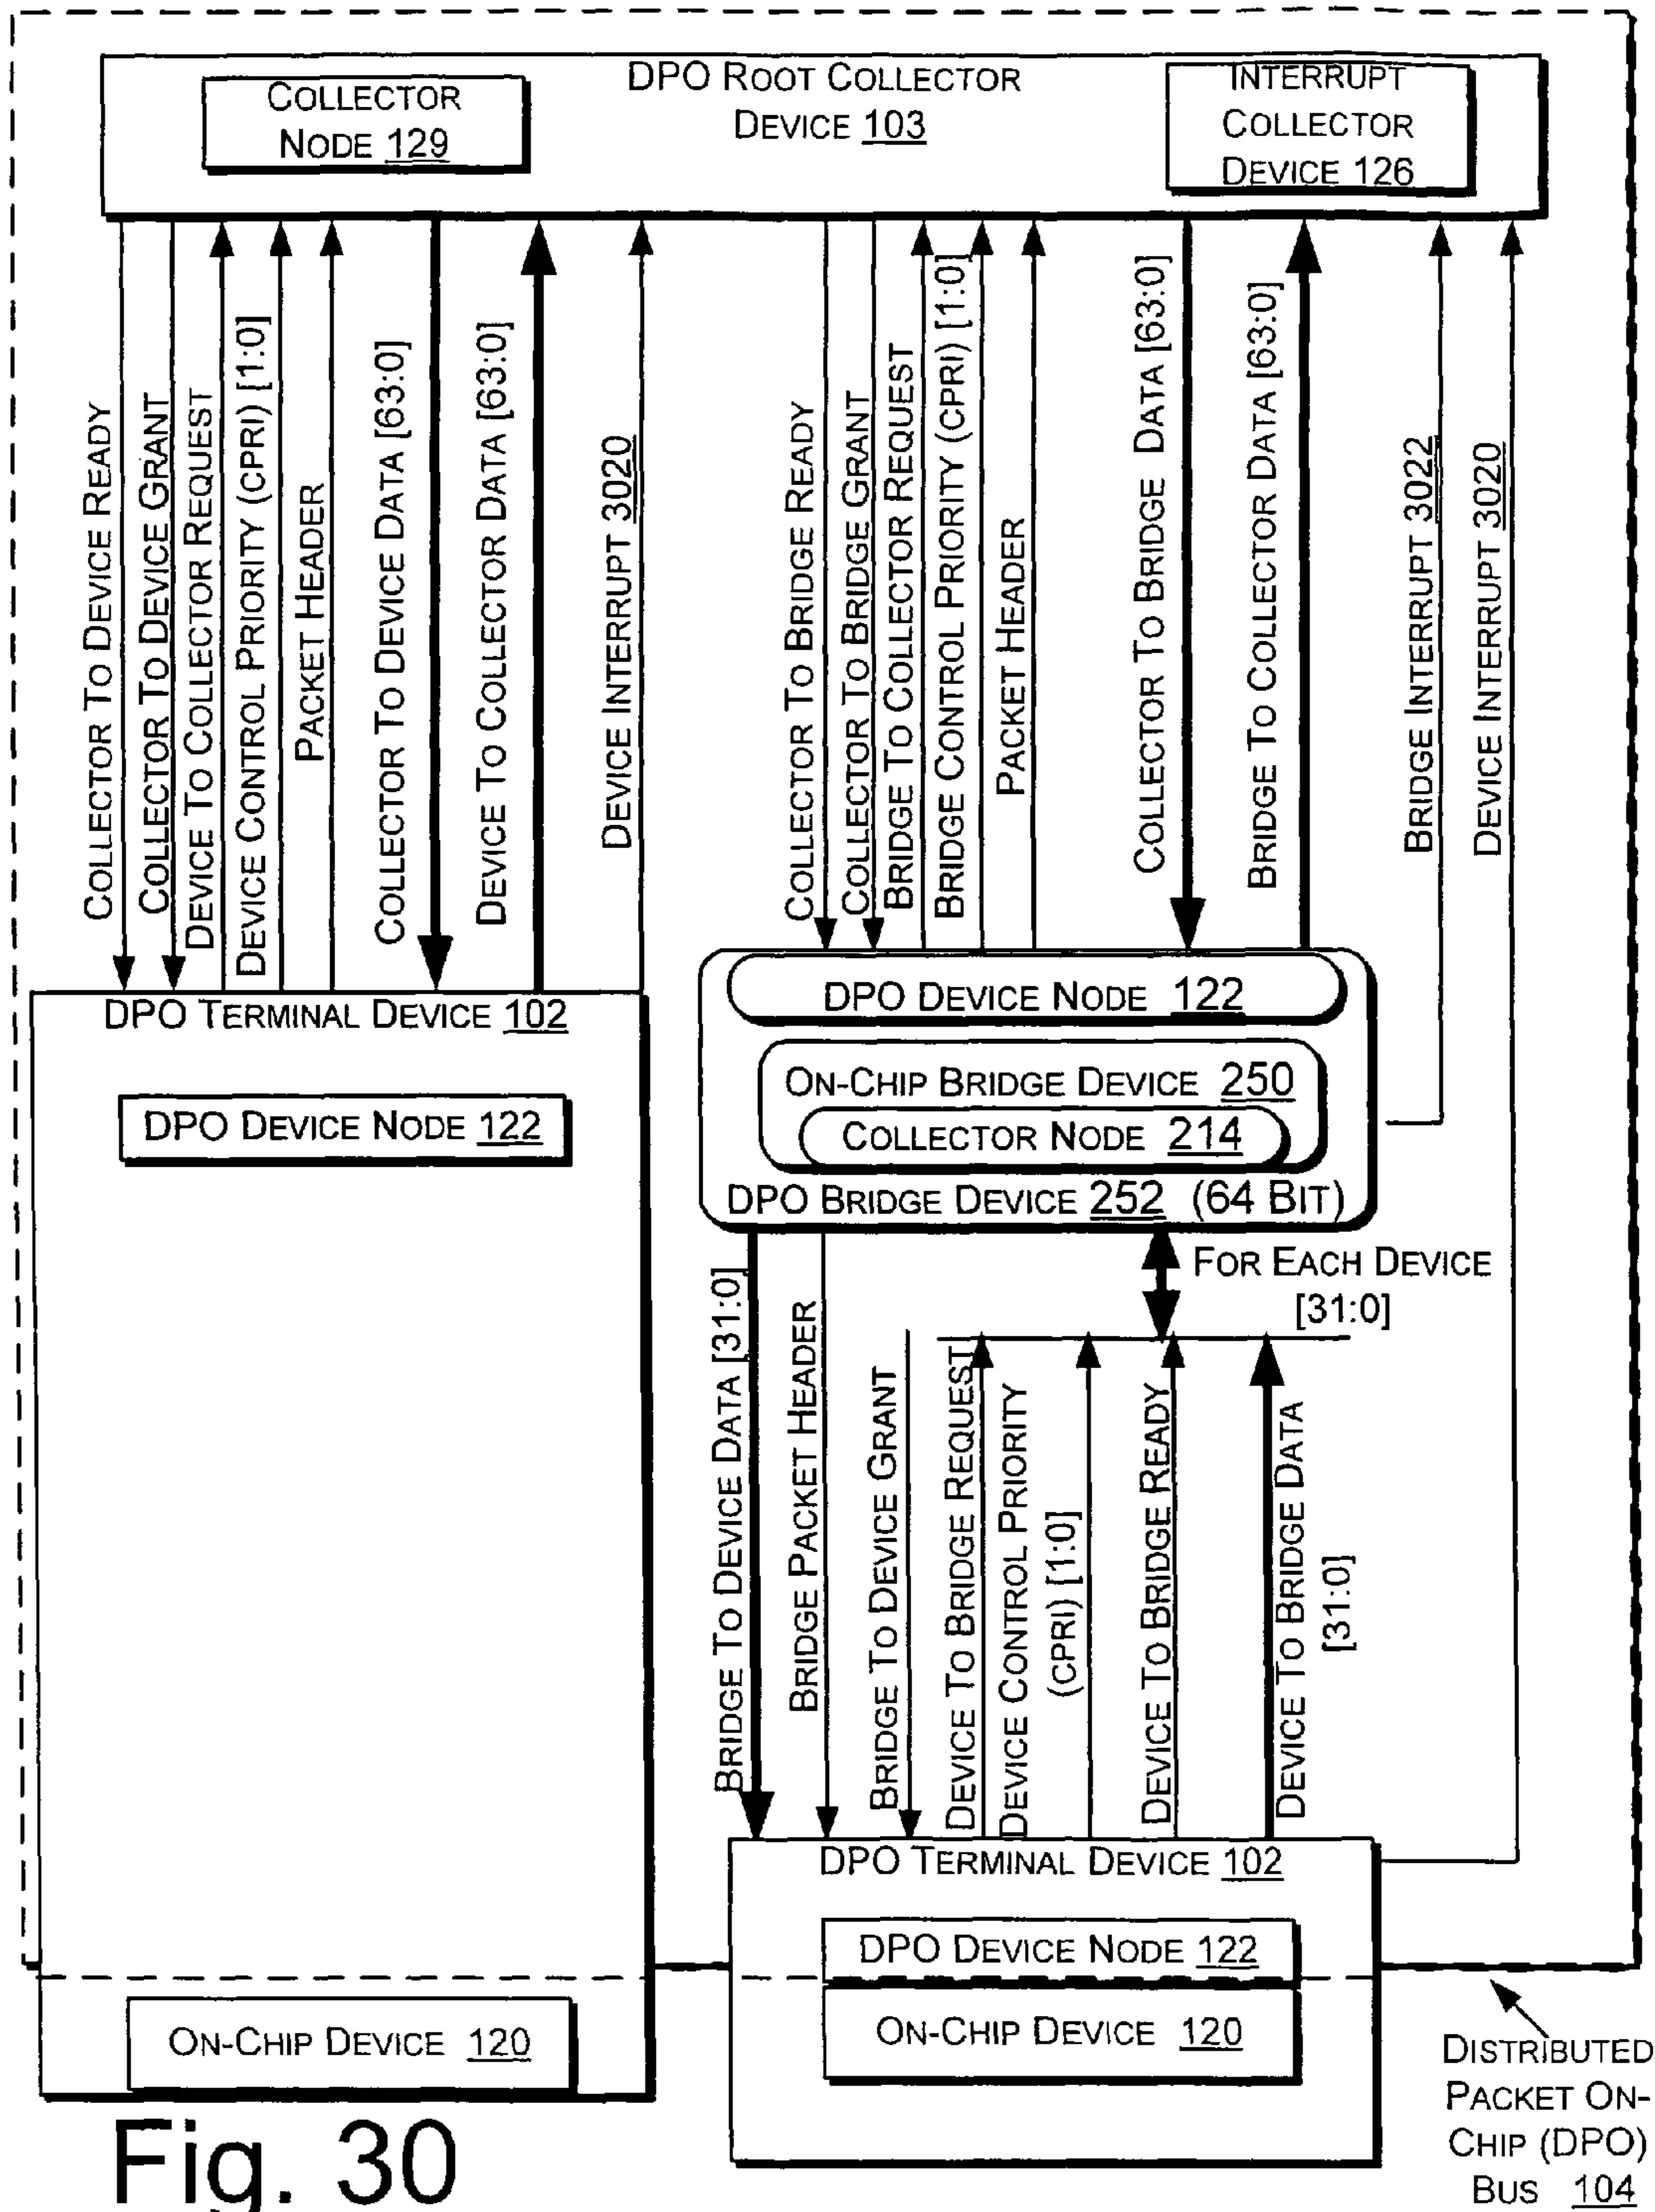 DPO ROOT COLLECTOR
DEVICE 103
COLLECTOR
NODE 129
INTERRUPT
COLLECTOR
DEVICE 126
COLLECTOR TO DEVICE READY
COLLECTOR TO DEVICE GRANT
DEVICE TO COLLECTOR REQUEST
DEVICE CONTROL PRIORITY (CPRI) [1:0]
PACKET HEADER
COLLECTOR TO DEVICE DATA [63:0]
DEVICE TO COLLECTOR DATA [63:0]
DEVICE INTERRUPT 3020
COLLECTOR TO BRIDGE READY
COLLECTOR TO BRIDGE GRANT
BRIDGE TO COLLECTOR REQUEST
BRIDGE CONTROL PRIORITY (CPRI) [1:0]
PACKET HEADER
COLLECTOR TO BRIDGE DATA [63:0]
BRIDGE TO COLLECTOR DATA [63:0]
BRIDGE INTERRUPT 3022
DEVICE INTERRUPT 3020
DPO TERMINAL DEVICE 102
DPO DEVICE NODE 122
DPO DEVICE NODE 122
ON-CHIP BRIDGE DEVICE 250
COLLECTOR NODE 214
DPO BRIDGE DEVICE 252 (64 BIT)
FOR EACH DEVICE
[31:0]
BRIDGE TO DEVICE DATA [31:0]
BRIDGE PACKET HEADER
BRIDGE TO DEVICE GRANT
DEVICE TO BRIDGE REQUEST
DEVICE CONTROL PRIORITY
(CPRI) [1:0]
DEVICE TO BRIDGE READY
DEVICE TO BRIDGE DATA
[31:0]
DPO TERMINAL DEVICE 102
DPO DEVICE NODE 122
ON-CHIP DEVICE 120
ON-CHIP DEVICE 120
DISTRIBUTED
PACKET ON-
CHIP (DPO)
BUS 104
Fig. 30